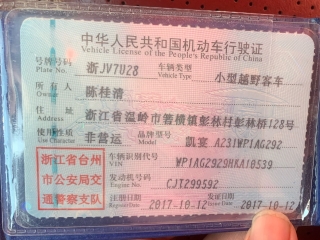 中华人民共和国机动车行驶证
Vehicle License of the People's Republic of China
号牌号码 浙JV7U28 车辆类型 小型越野客车
Plate No. Vehicle Type
所有人 陈桂清
Owner
住址 浙江省温岭市箬横镇彭林村彭林桥128号
Address
使用性质 非营运 品牌型号 凯宴 A231WP1AG292
浙江省台州
市公安局交
通警察支队
车辆识别代号 WP1AG2929HKA10539
VIN
发动机号码 CJT299592
Engine No.
注册日期 2017-10-12 发证日期 2017-10-12
Register Date Issue Date